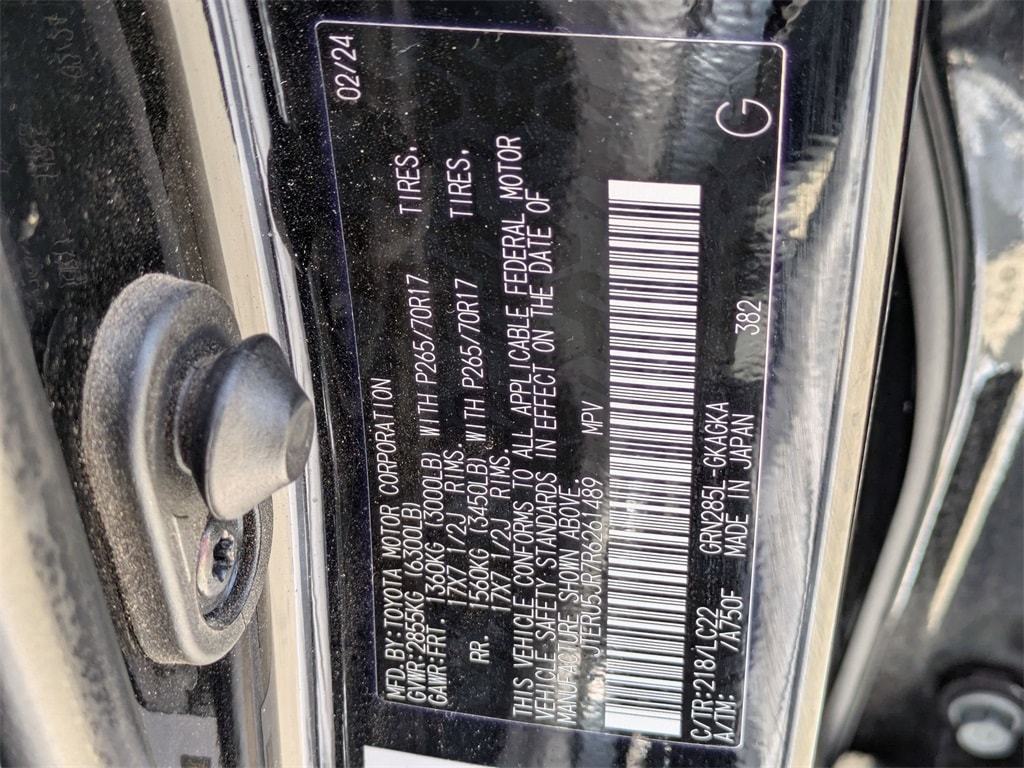 MFD.BY:TOYOTA MOTOR CORPORATION 02/24
GVWR:2855KG (6300LB)
GAWR:FRT. 1360KG (3000LB) WITH P265/70R17 TIRES.
17X7 1/2J RIMS.
RR. 1560KG (3450LB) WITH P265/70R17 TIRES.
17X7 1/2J RIMS.
THIS VEHICLE CONFORMS TO ALL APPLICABLE FEDERAL MOTOR
VEHICLE SAFETY STANDARDS IN EFFECT ON THE DATE OF
MANUFACTURE SHOWN ABOVE.
JTERU5JR7R6261489 MPV
C/TR:218/LC22 GRN285L-GKAGKA 382
A/TM: /A750F MADE IN JAPAN
G